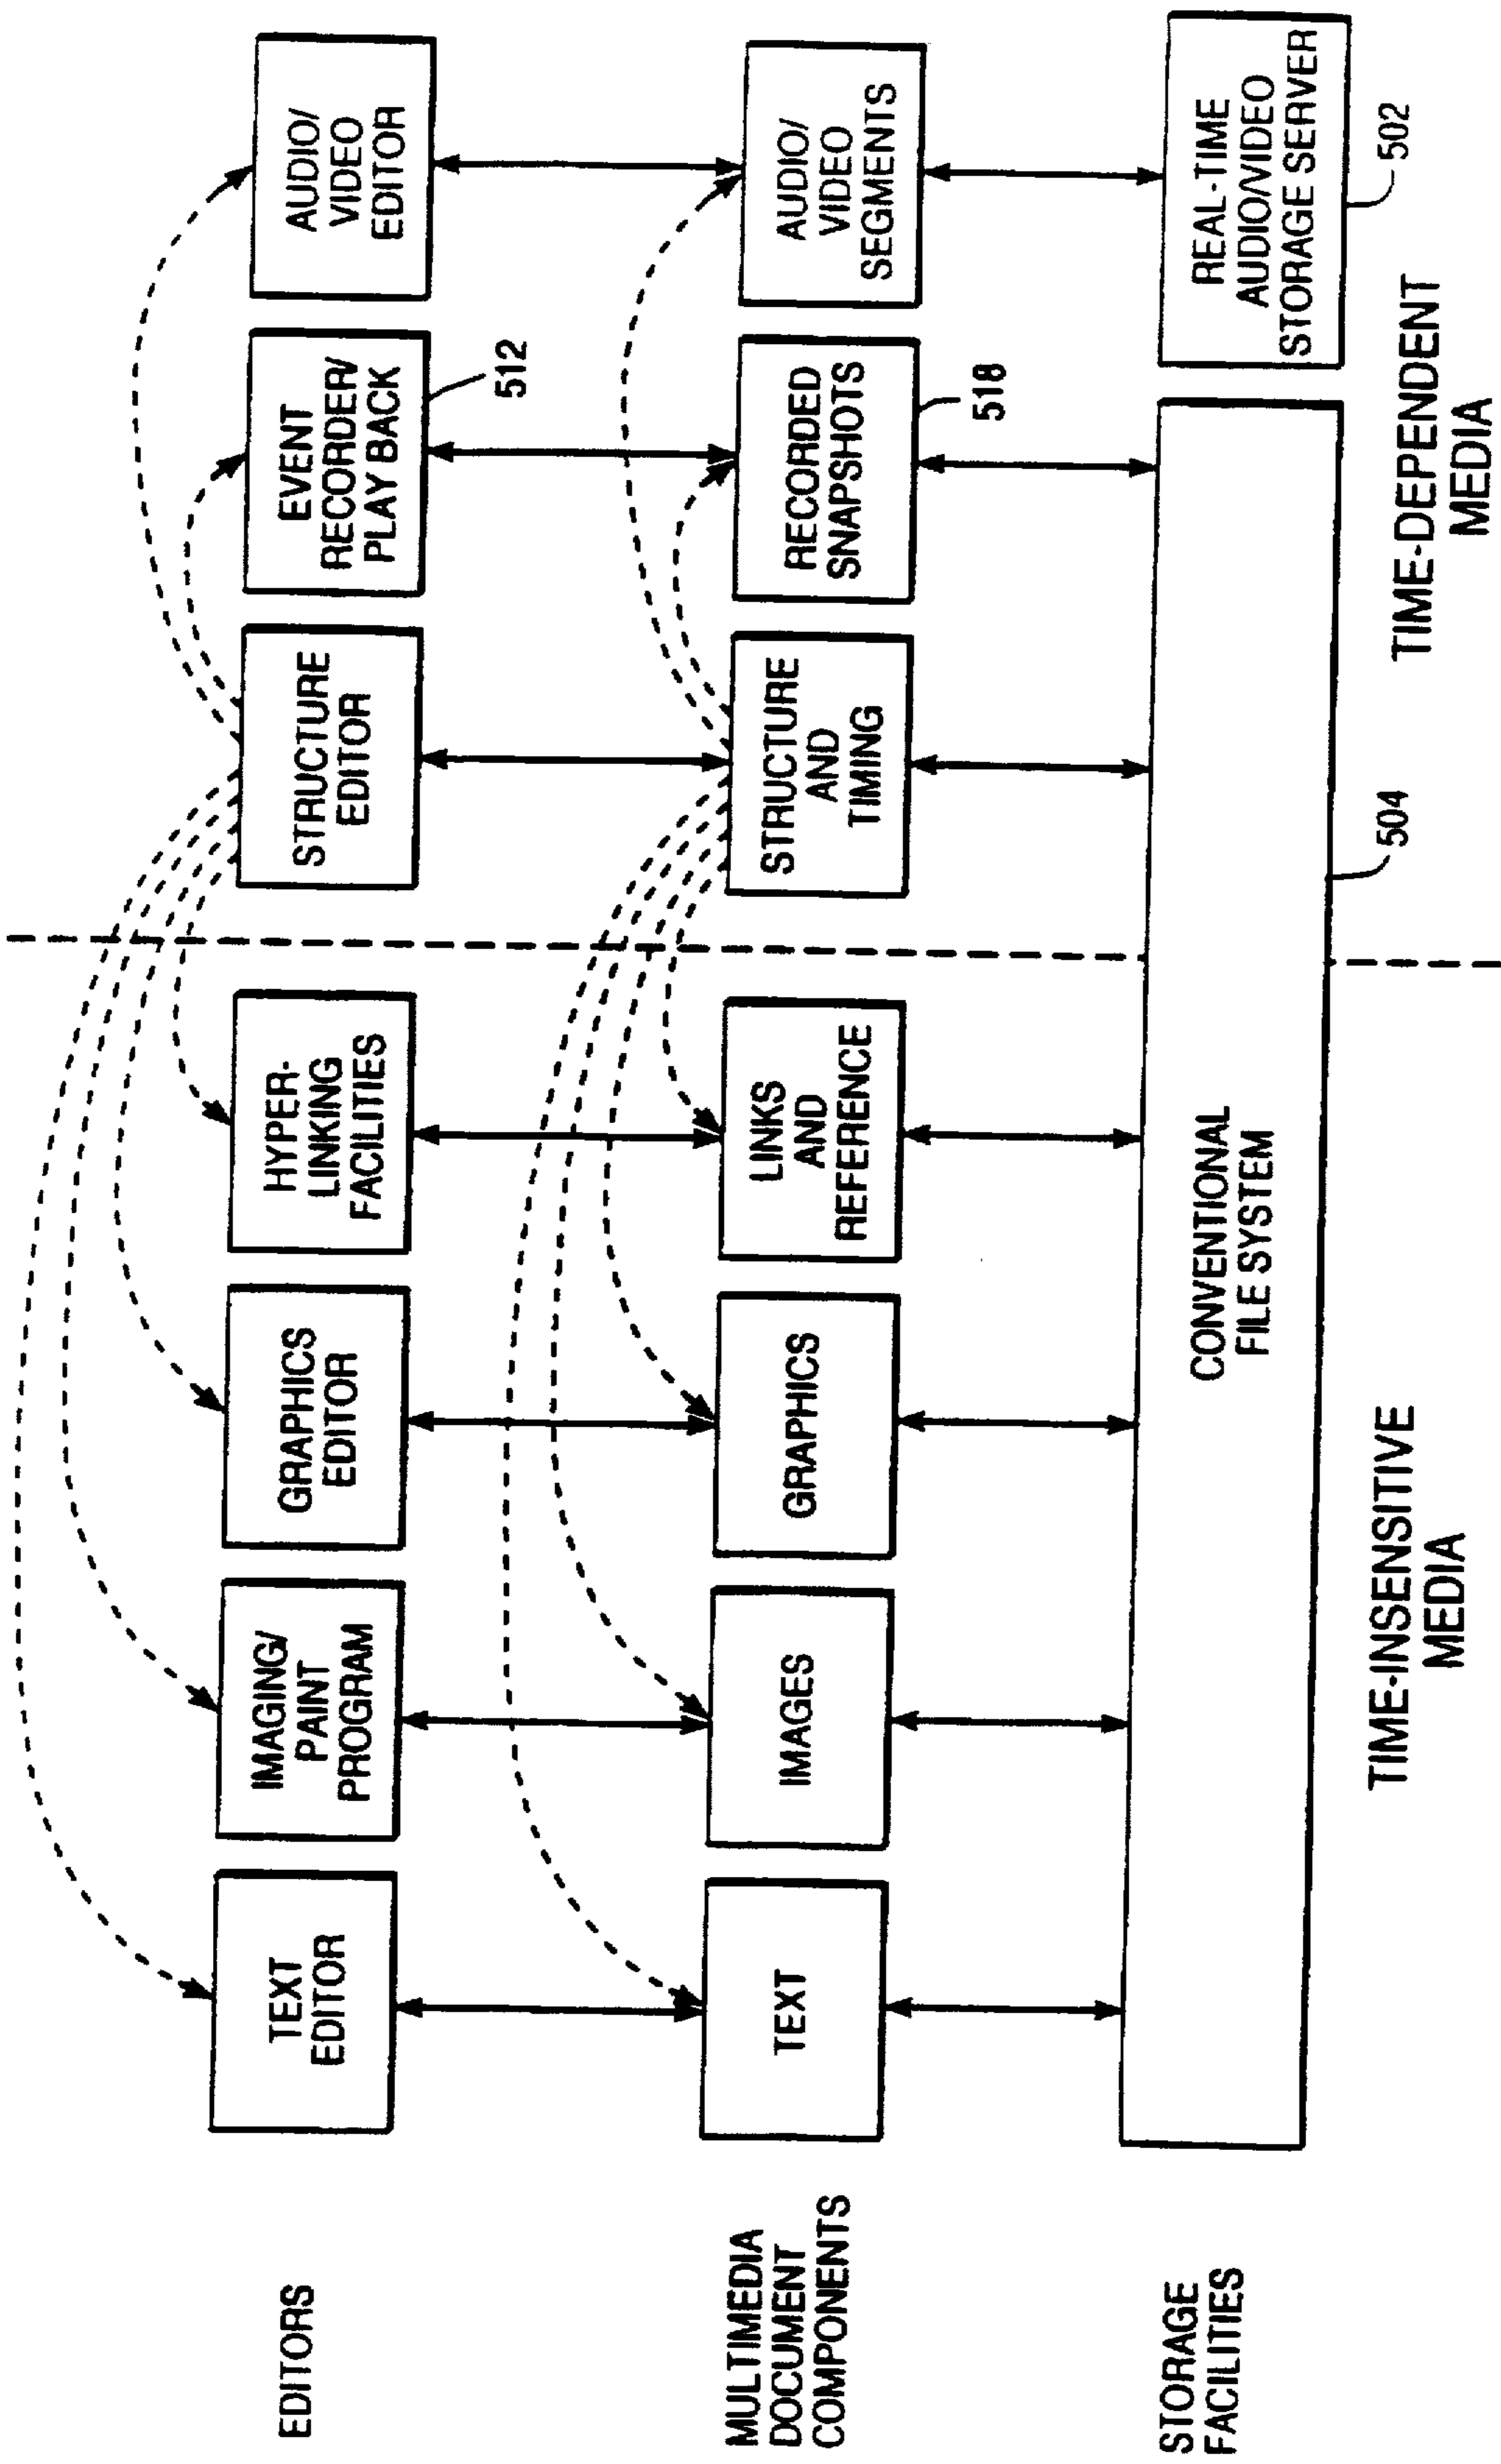 EDITORS
TEXT
EDITOR
IMAGING/
PAINT
PROGRAM
GRAPHICS
EDITOR
HYPER-
LINKING
FACILITIES
STRUCTURE
EDITOR
EVENT
RECORDER/
PLAY BACK
512
AUDIO/
VIDEO
EDITOR
MULTIMEDIA
DOCUMENT
COMPONENTS
TEXT
IMAGES
GRAPHICS
LINKS
AND
REFERENCE
STRUCTURE
AND
TIMING
RECORDED
SNAPSHOTS
518
AUDIO/
VIDEO
SEGMENTS
STORAGE
FACILITIES
CONVENTIONAL
FILE SYSTEM
504
REAL-TIME
AUDIO/VIDEO
STORAGE SERVER
502
TIME-INSENSITIVE
MEDIA
TIME-DEPENDENT
MEDIA